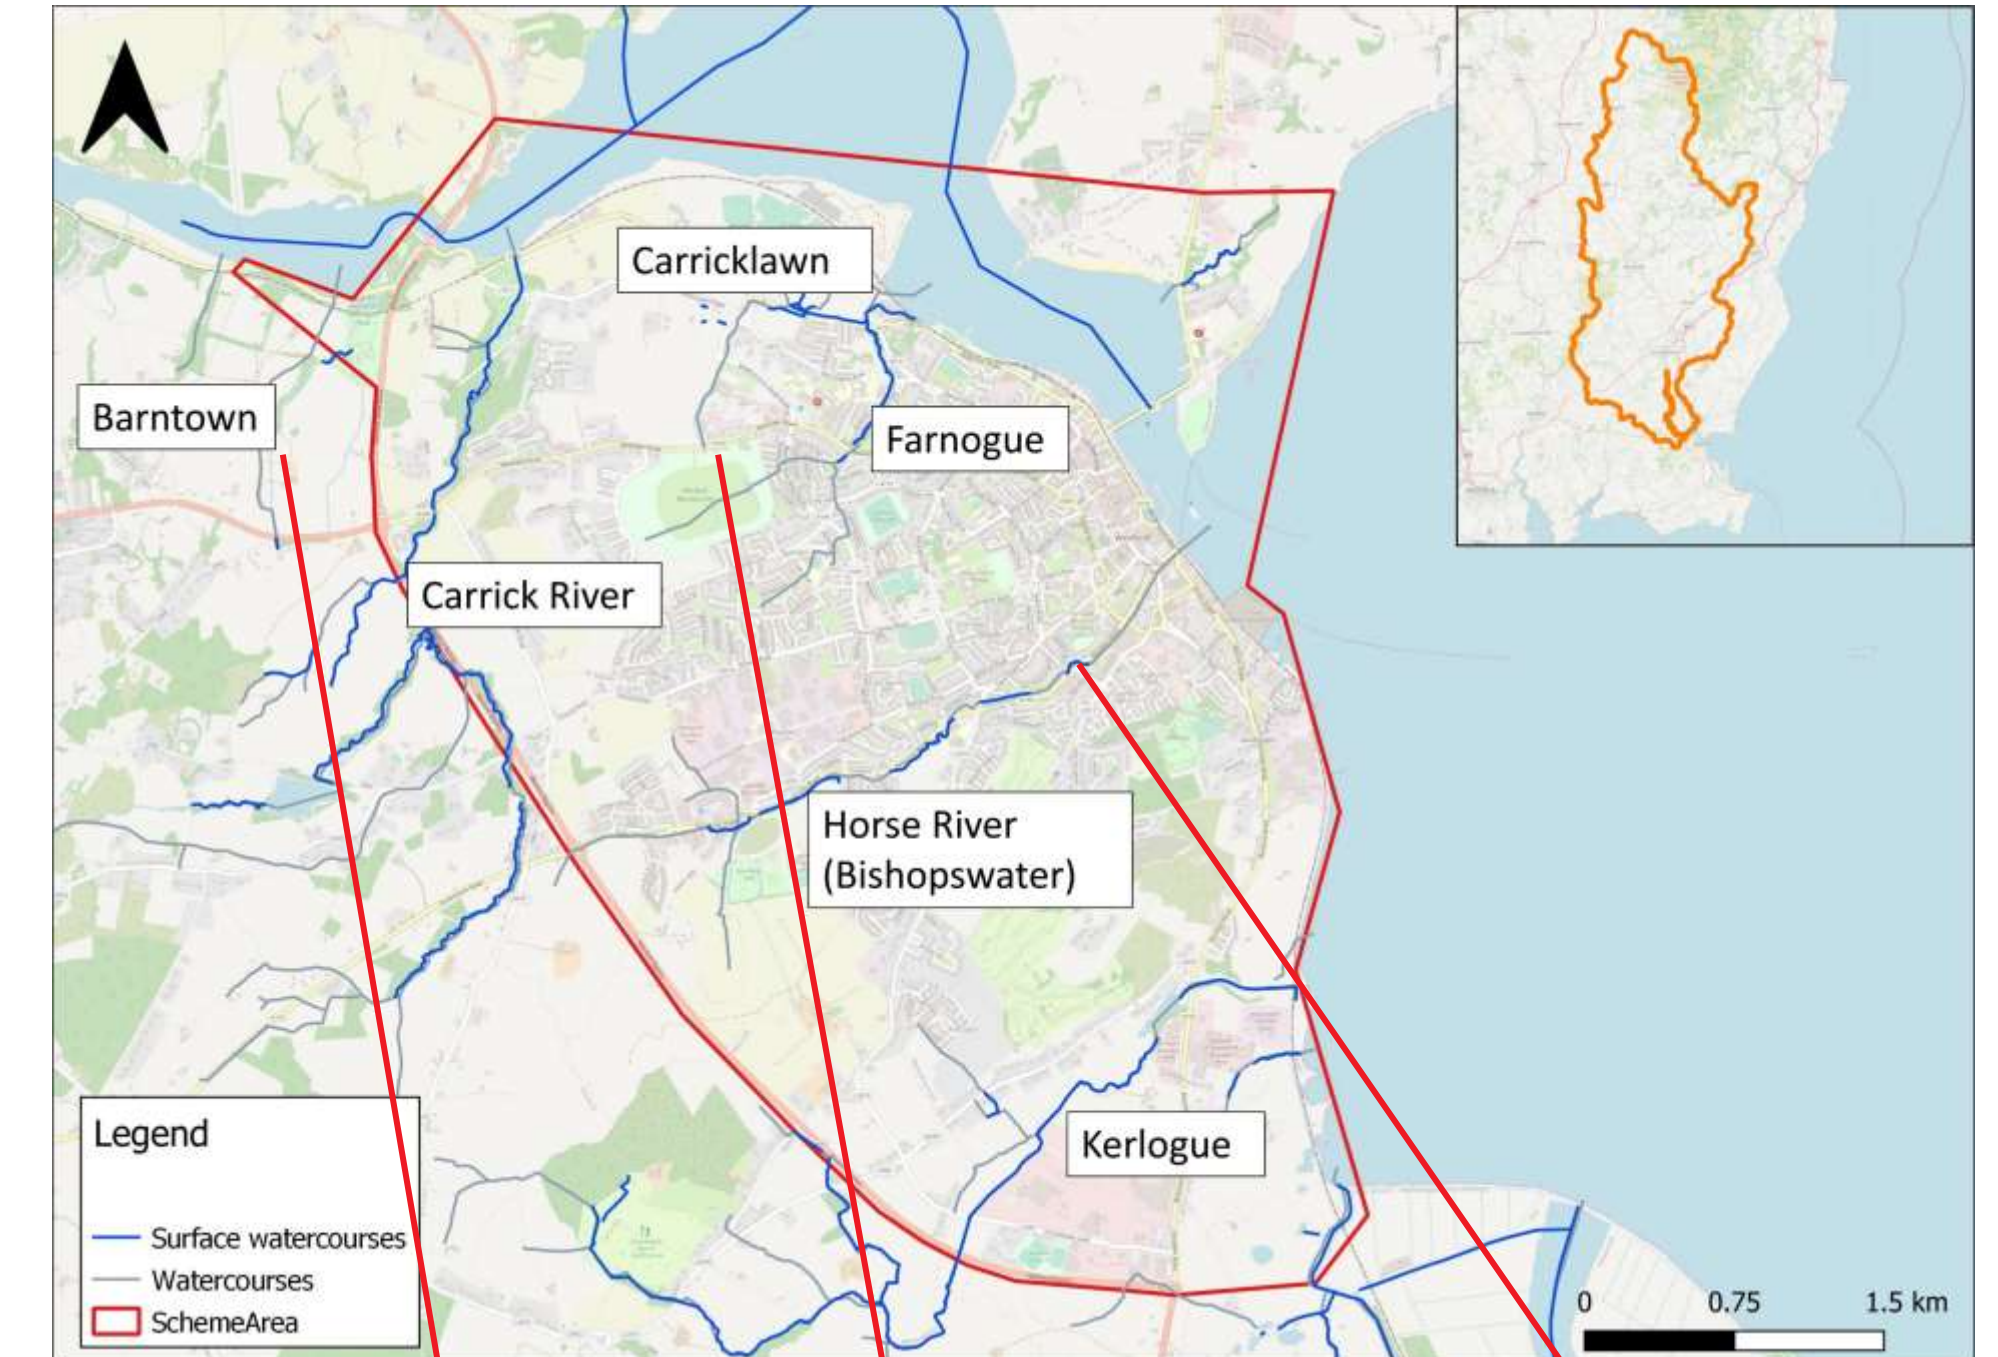 Carricklawn
Barntown
Farnogue
Carrick River
Horse River
(Bishopswater)
Kerlogue
Legend
Surface watercourses
Watercourses
SchemeArea
0 0.75 1.5 km